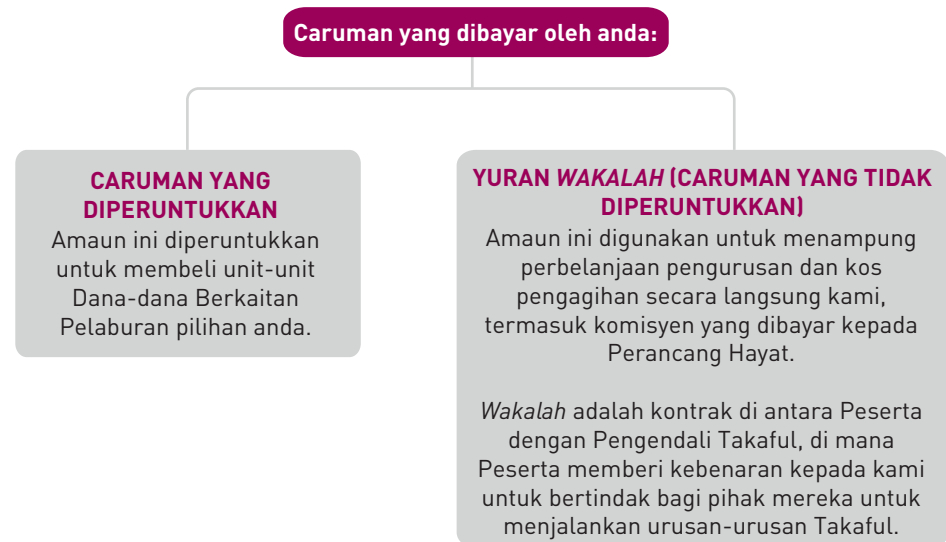 Caruman yang dibayar oleh anda:
CARUMAN YANG
DIPERUNTUKKAN
Amaun ini diperuntukkan
untuk membeli unit-unit
Dana-dana Berkaitan
Pelaburan pilihan anda.
YURAN WAKALAH (CARUMAN YANG TIDAK
DIPERUNTUKKAN)
Amaun ini digunakan untuk menampung
perbelanjaan pengurusan dan kos
pengagihan secara langsung kami,
termasuk komisyen yang dibayar kepada
Perancang Hayat.
Wakalah adalah kontrak di antara Peserta
dengan Pengendali Takaful, di mana
Peserta memberi kebenaran kepada kami
untuk bertindak bagi pihak mereka untuk
menjalankan urusan-urusan Takaful.